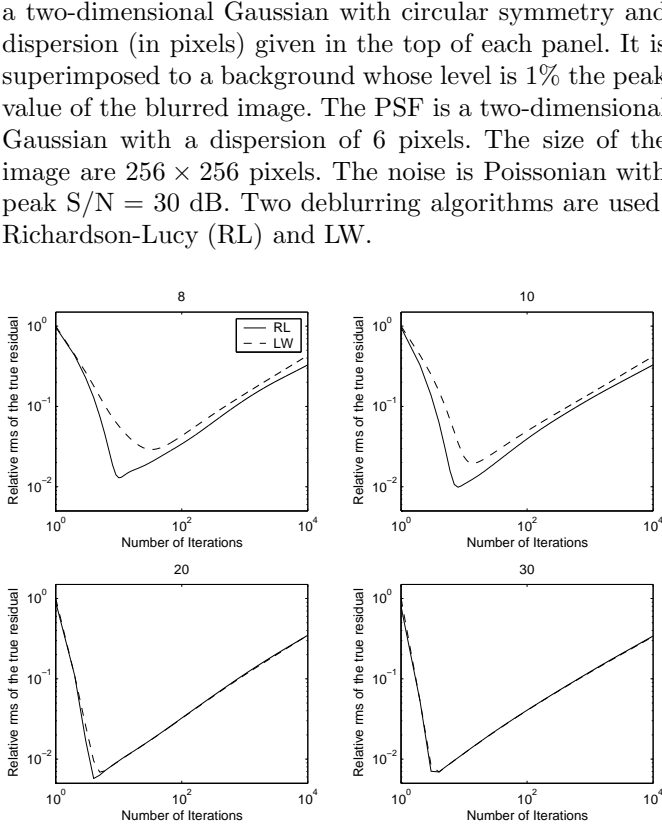 a two-dimensional Gaussian with circular symmetry and
dispersion (in pixels) given in the top of each panel. It is
superimposed to a background whose level is 1% the peak
value of the blurred image. The PSF is a two-dimensional
Gaussian with a dispersion of 6 pixels. The size of the
image are 256 × 256 pixels. The noise is Poissonian with
peak S/N = 30 dB. Two deblurring algorithms are used
Richardson-Lucy (RL) and LW.
8
10^0
10^−1
10^−2
Relative rms of the true residual
RL
LW
10^0 10^2 10^4
Number of Iterations
10
10^0
10^−1
10^−2
Relative rms of the true residual
10^0 10^2 10^4
Number of Iterations
20
10^0
10^−1
10^−2
Relative rms of the true residual
10^0 10^2 10^4
Number of Iterations
30
10^0
10^−1
10^−2
Relative rms of the true residual
10^0 10^2 10^4
Number of Iterations